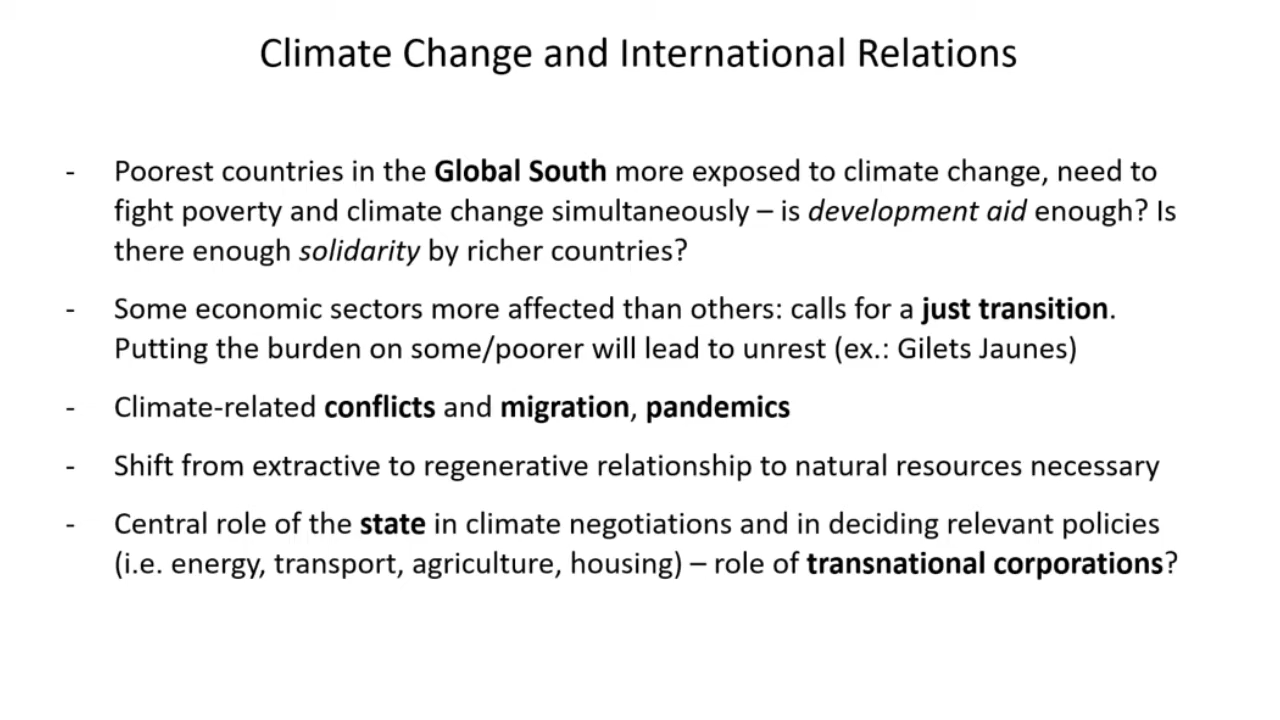 Climate Change and International Relations
- Poorest countries in the Global South more exposed to climate change, need to
fight poverty and climate change simultaneously – is development aid enough? Is
there enough solidarity by richer countries?
- Some economic sectors more affected than others: calls for a just transition.
Putting the burden on some/poorer will lead to unrest (ex.: Gilets Jaunes)
- Climate-related conflicts and migration, pandemics
- Shift from extractive to regenerative relationship to natural resources necessary
- Central role of the state in climate negotiations and in deciding relevant policies
(i.e. energy, transport, agriculture, housing) – role of transnational corporations?